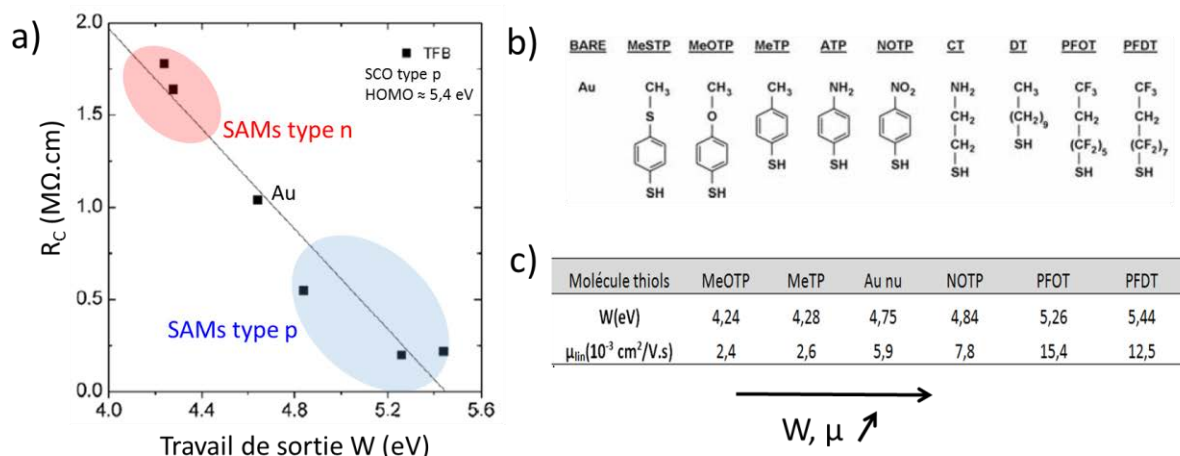 a)
2.0
1.5
1.0
0.5
0.0
R_C (MΩ.cm)
■ TFB
SCO type p
HOMO ≈ 5,4 eV
SAMs type n
Au
SAMs type p
4.0 4.4 4.8 5.2 5.6
Travail de sortie W (eV)
b)
BARE MeSTP MeOTP MeTP ATP NOTP CT DT PFOT PFDT
Au CH₃ CH₃ CH₃ NH₂ NO₂ NH₂ CH₃ CF₃ CF₃
S O CH₂ (CH₂)₉ CH₂ CH₂
CH₂ SH (CF₂)₅ (CF₂)₇
SH SH SH SH SH SH SH SH
c)
Molécule thiols MeOTP MeTP Au nu NOTP PFOT PFDT
W(eV) 4,24 4,28 4,75 4,84 5,26 5,44
μlin(10⁻³ cm²/V.s) 2,4 2,6 5,9 7,8 15,4 12,5
W, μ ↗